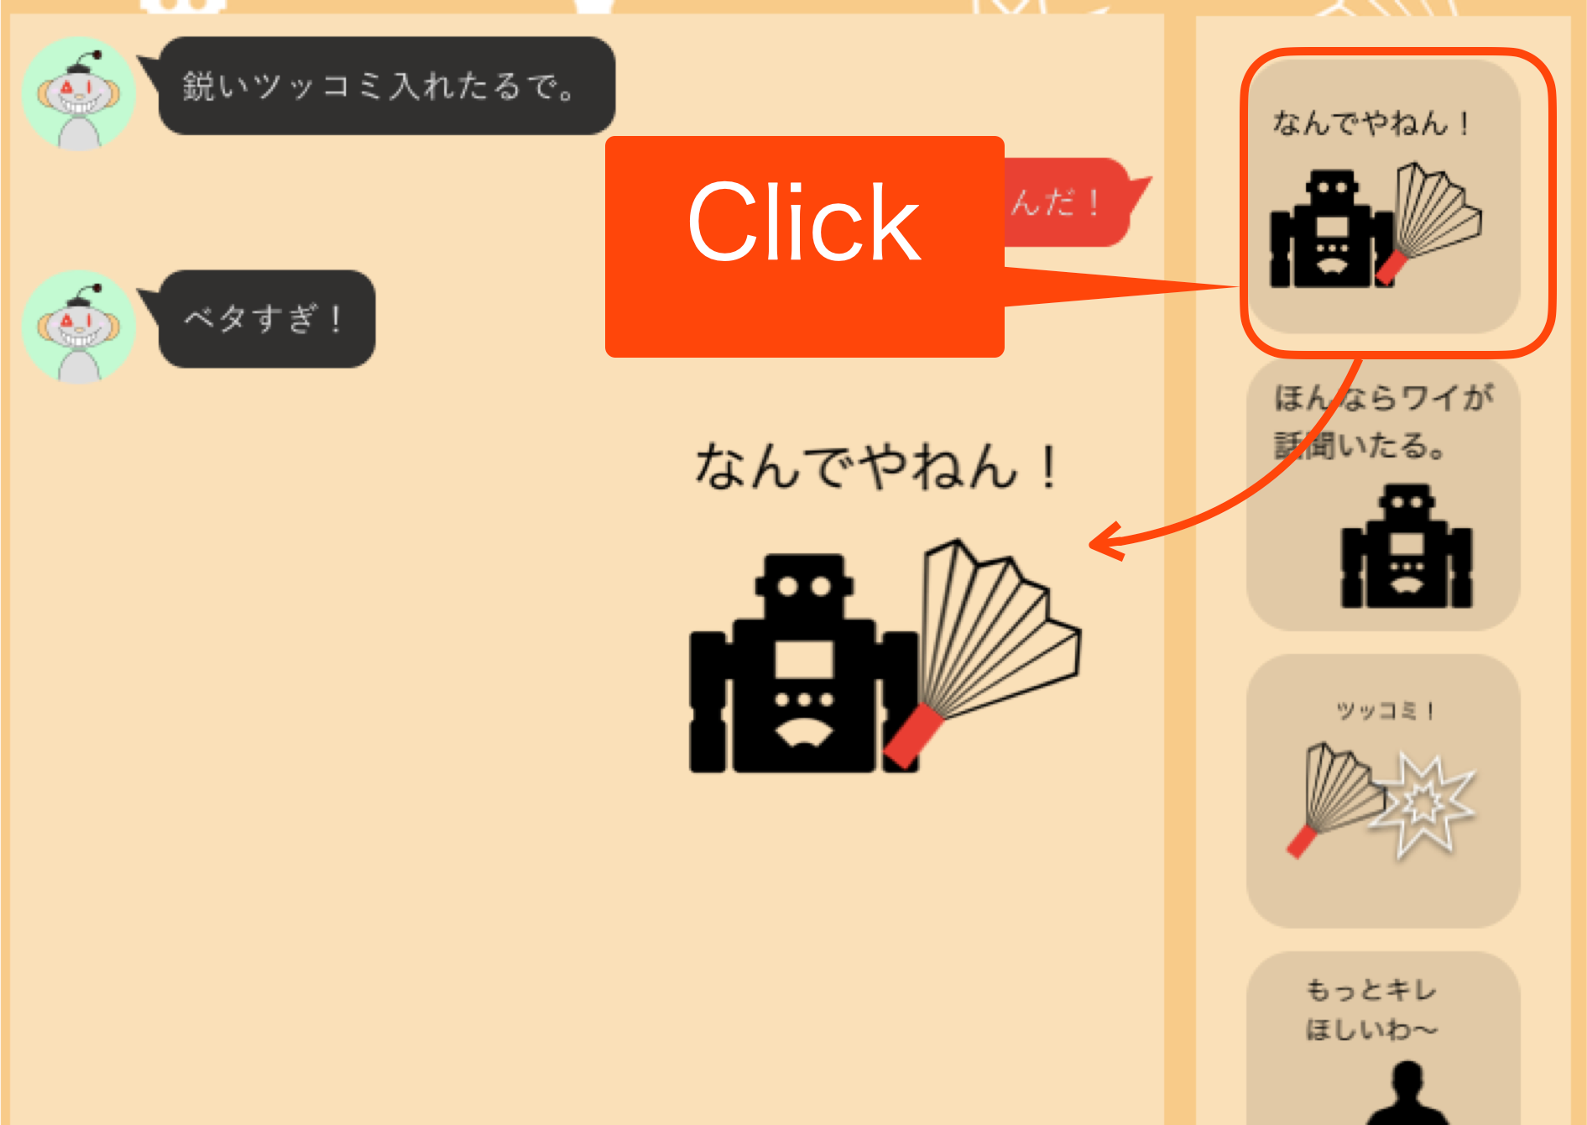 鋭いツッコミ入れたるで。
んだ！
Click
ベタすぎ！
なんでやねん！
なんでやねん！
ほんならワイが
話聞いたる。
ツッコミ！
もっとキレ
ほしいわ〜